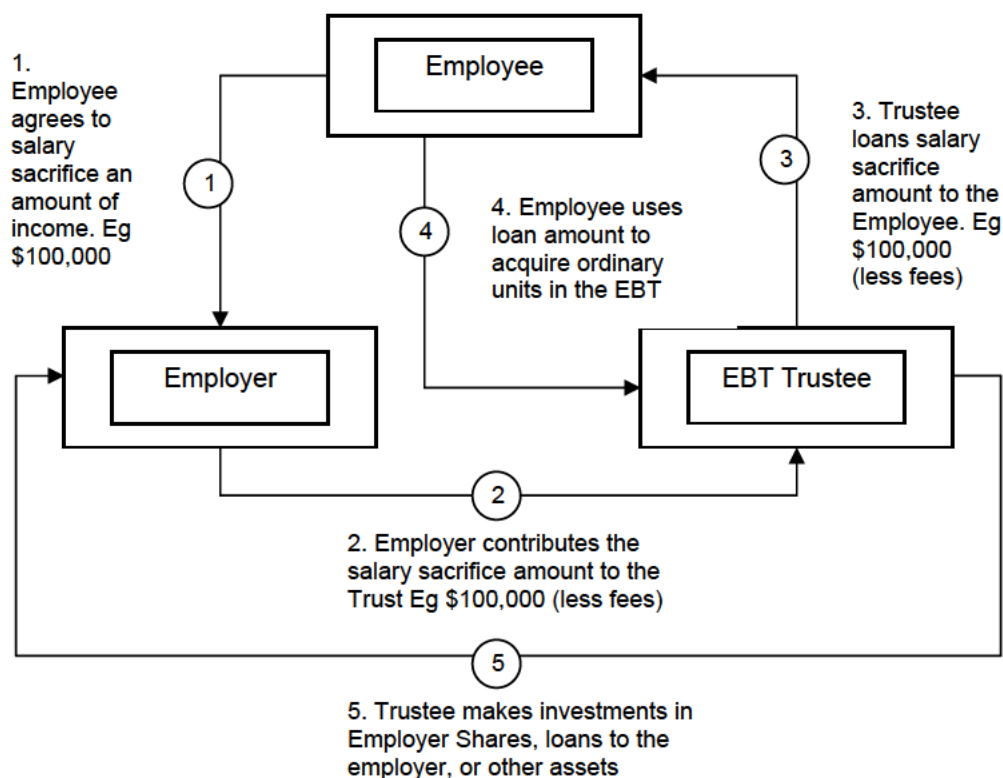 Employee
1.
Employee
agrees to
salary
sacrifice an
amount of
income. Eg
$100,000
1
3
3. Trustee
loans salary
sacrifice
amount to the
Employee. Eg
$100,000
(less fees)
4
4. Employee uses
loan amount to
acquire ordinary
units in the EBT
Employer
EBT Trustee
2
2. Employer contributes the
salary sacrifice amount to the
Trust Eg $100,000 (less fees)
5
5. Trustee makes investments in
Employer Shares, loans to the
employer, or other assets